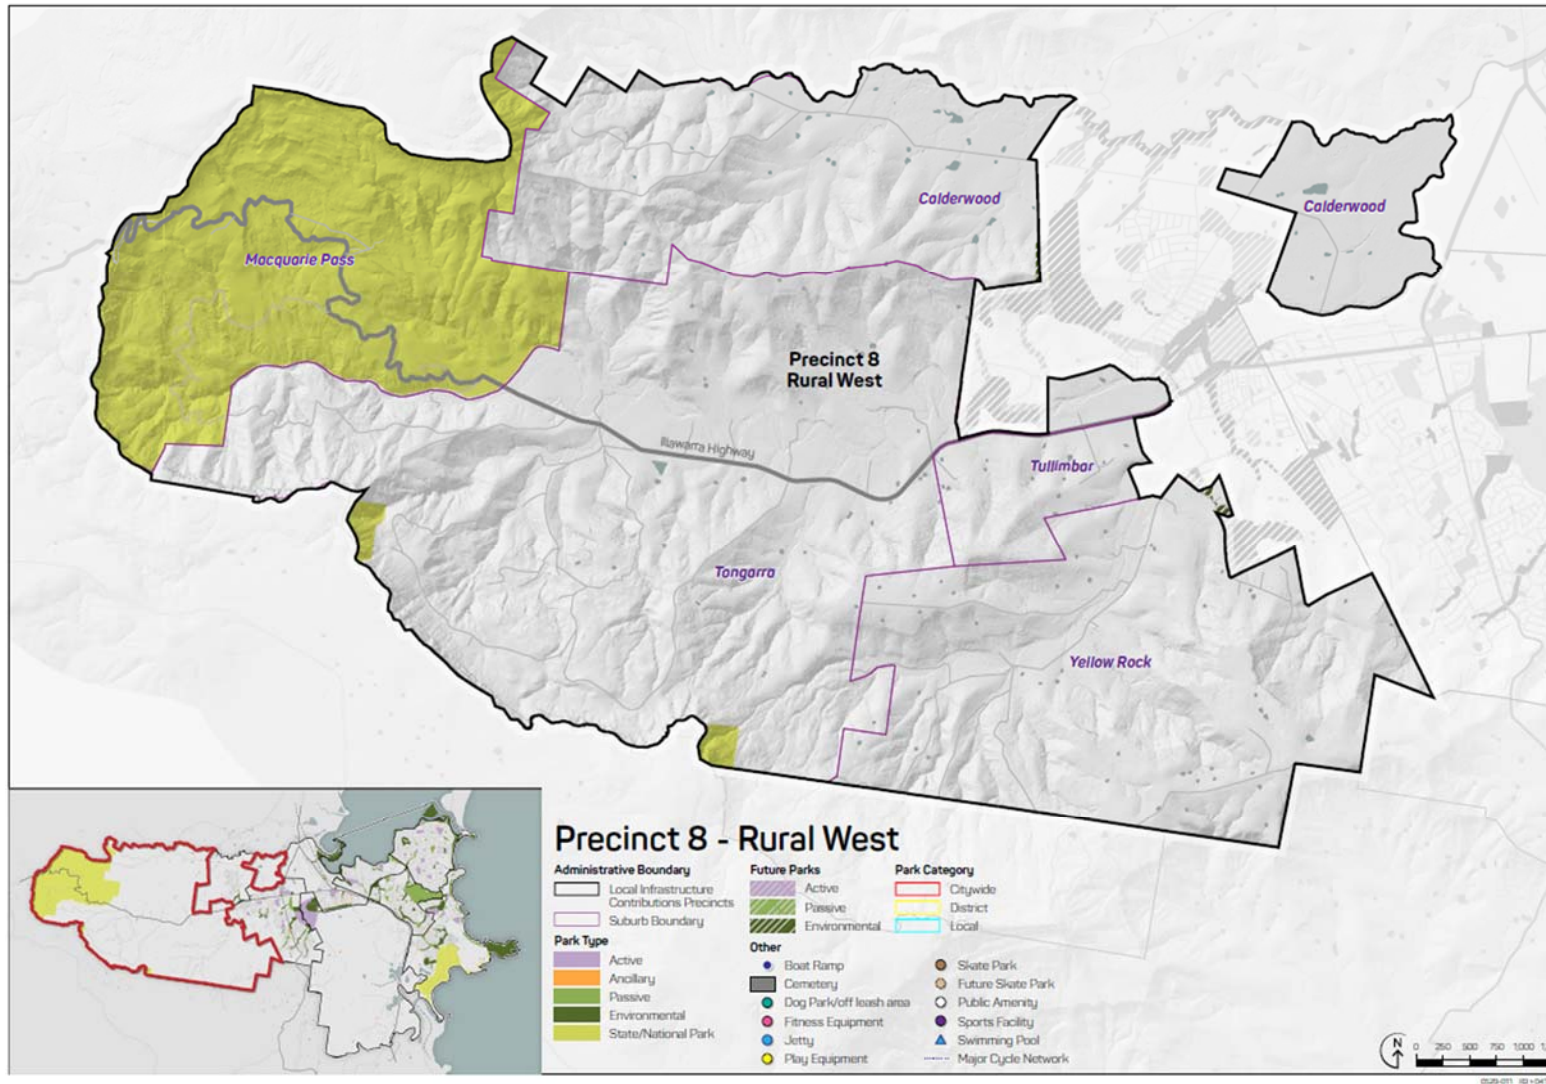 Calderwood
Calderwood
Macquarie Pass
Precinct 8
Rural West
Illawarra Highway
Tullimbar
Tongarra
Yellow Rock
Precinct 8 - Rural West
Administrative Boundary
Local Infrastructure
Contributions Precincts
Suburb Boundary
Park Type
Active
Ancillary
Passive
Environmental
State/National Park
Future Parks
Active
Passive
Environmental
Other
Boat Ramp
Cemetery
Dog Park/off leash area
Fitness Equipment
Jetty
Play Equipment
Park Category
Citywide
District
Local
Skate Park
Future Skate Park
Public Amenity
Sports Facility
Swimming Pool
Major Cycle Network
N
0 250 500 750 1,000